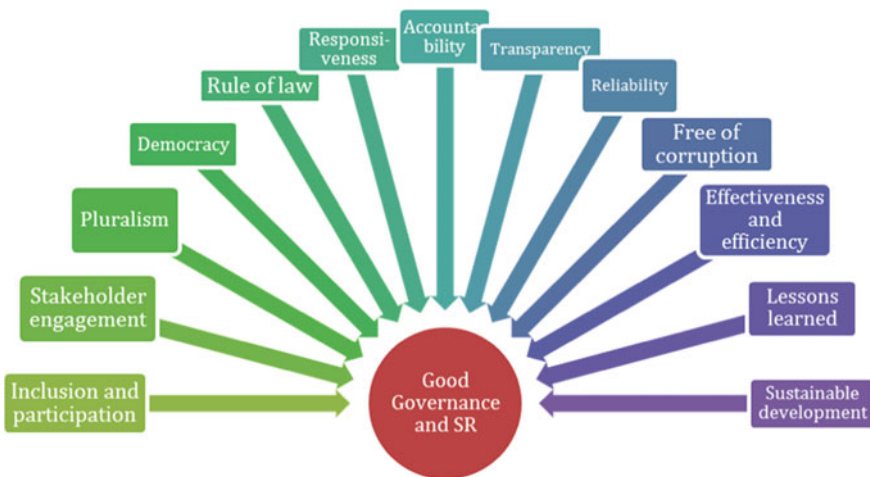 Inclusion and
participation
Stakeholder
engagement
Pluralism
Democracy
Rule of law
Responsi-
veness
Accounta-
bility
Transparency
Reliability
Free of
corruption
Effectiveness
and
efficiency
Lessons
learned
Sustainable
development
Good
Governance
and SR